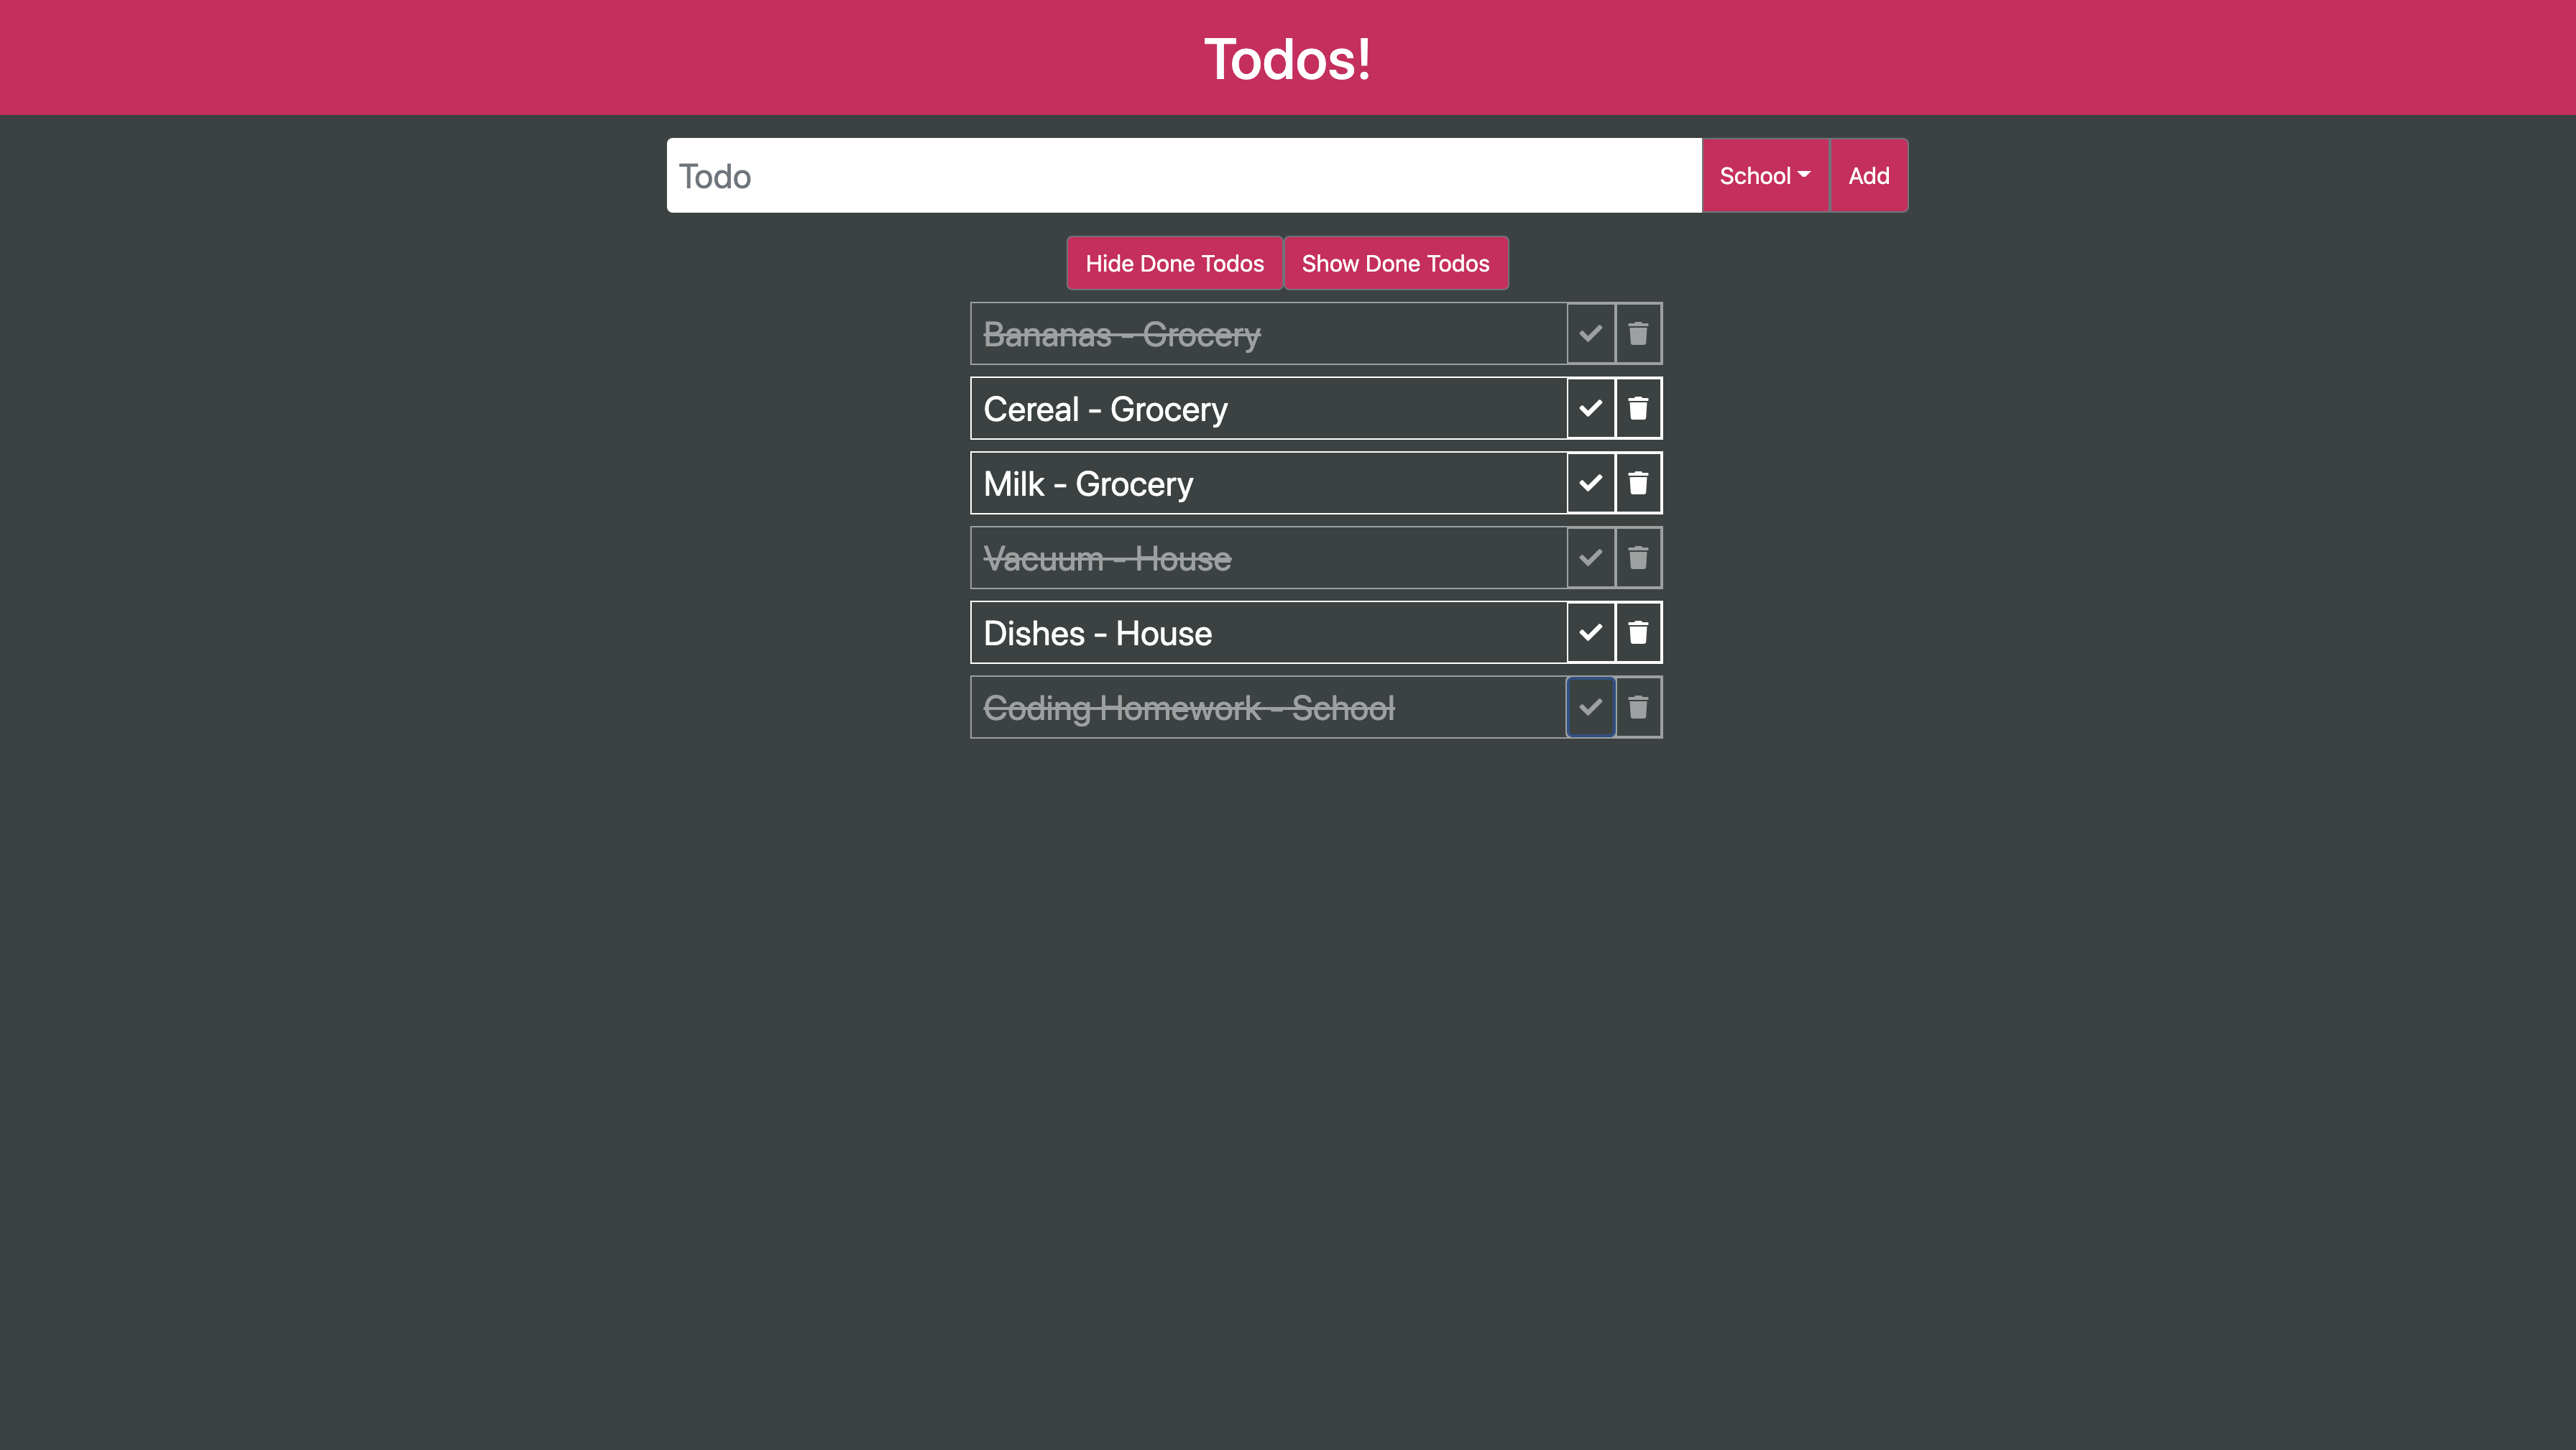 Todos!
Todo School Add
Hide Done Todos Show Done Todos
Bananas - Grocery
Cereal - Grocery
Milk - Grocery
Vacuum - House
Dishes - House
Coding Homework - School